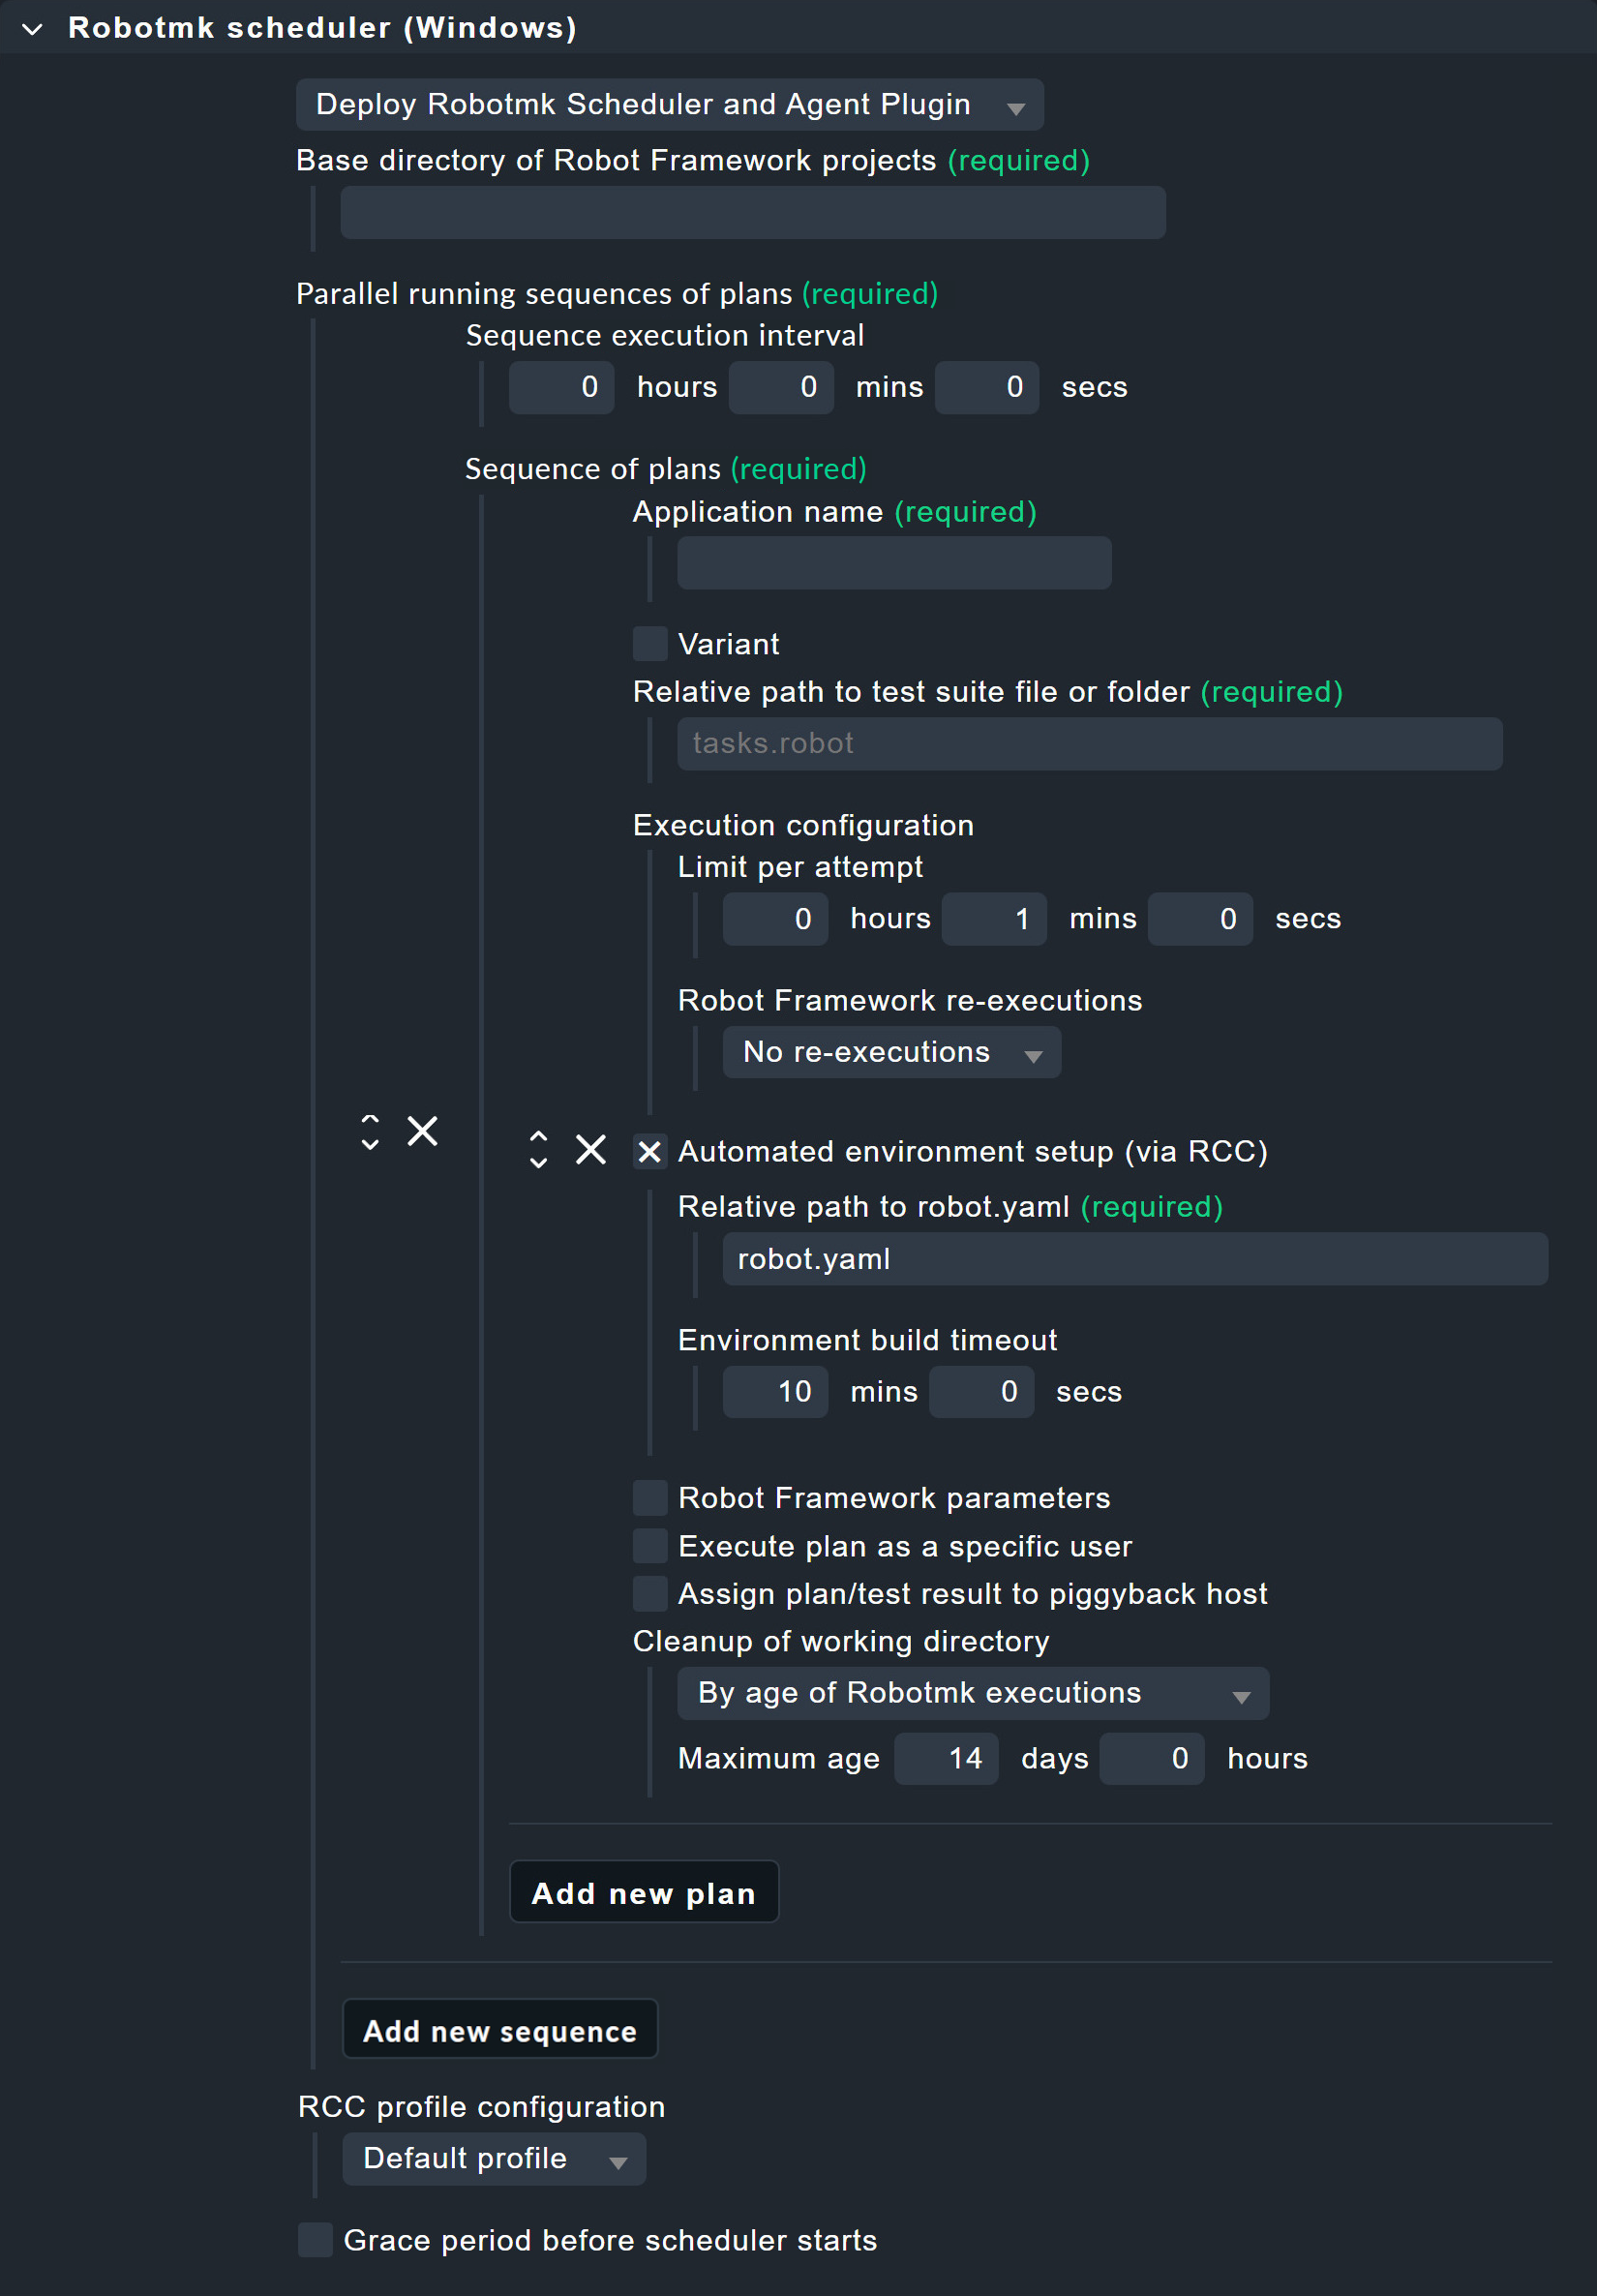 Robotmk scheduler (Windows)
Deploy Robotmk Scheduler and Agent Plugin
Base directory of Robot Framework projects (required)
Parallel running sequences of plans (required)
Sequence execution interval
0 hours 0 mins 0 secs
Sequence of plans (required)
Application name (required)
Variant
Relative path to test suite file or folder (required)
tasks.robot
Execution configuration
Limit per attempt
0 hours 1 mins 0 secs
Robot Framework re-executions
No re-executions
Automated environment setup (via RCC)
Relative path to robot.yaml (required)
robot.yaml
Environment build timeout
10 mins 0 secs
Robot Framework parameters
Execute plan as a specific user
Assign plan/test result to piggyback host
Cleanup of working directory
By age of Robotmk executions
Maximum age 14 days 0 hours
Add new plan
Add new sequence
RCC profile configuration
Default profile
Grace period before scheduler starts